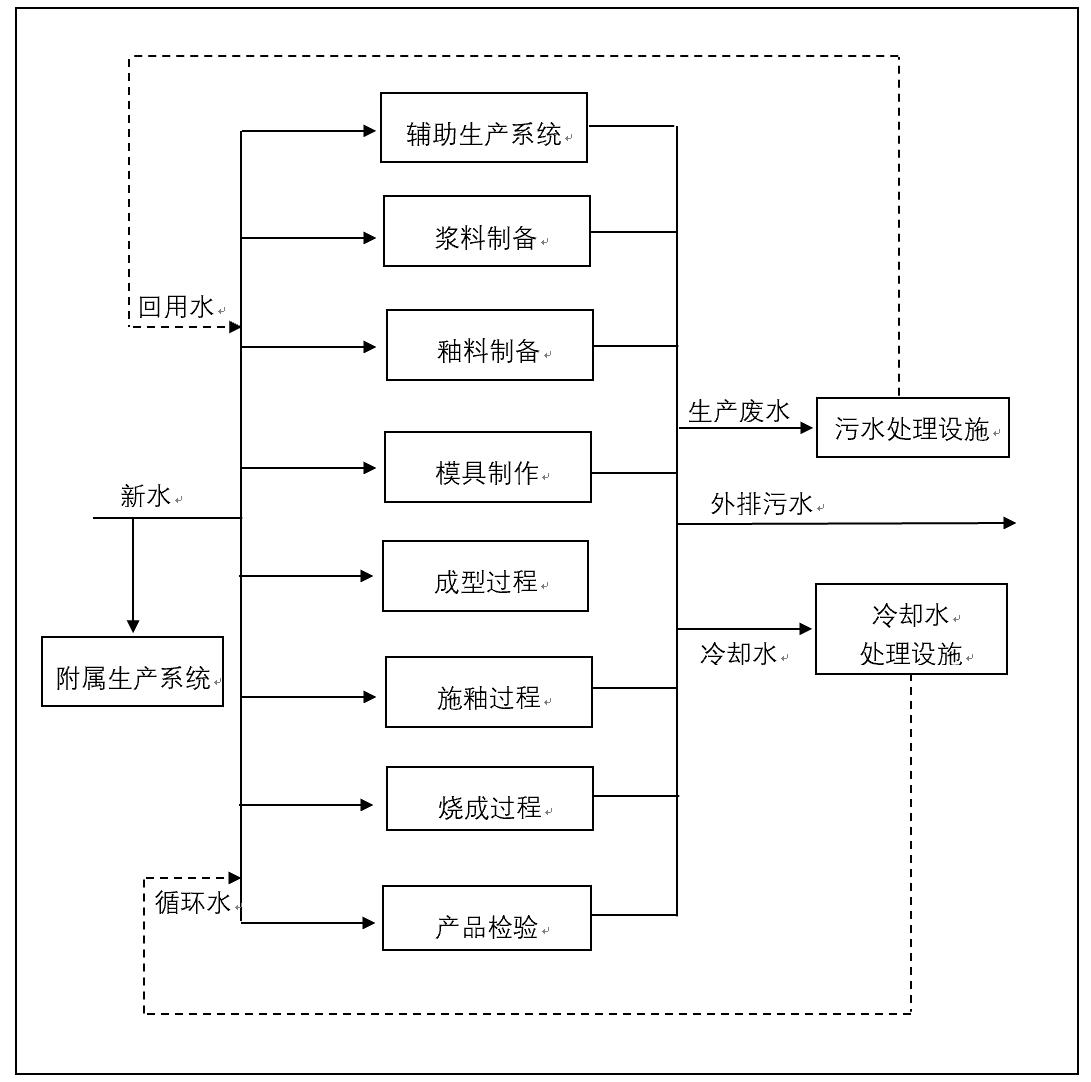 辅助生产系统
浆料制备
回用水
釉料制备
生产废水
污水处理设施
模具制作
新水
外排污水
成型过程
冷却水
处理设施
冷却水
附属生产系统
施釉过程
烧成过程
循环水
产品检验